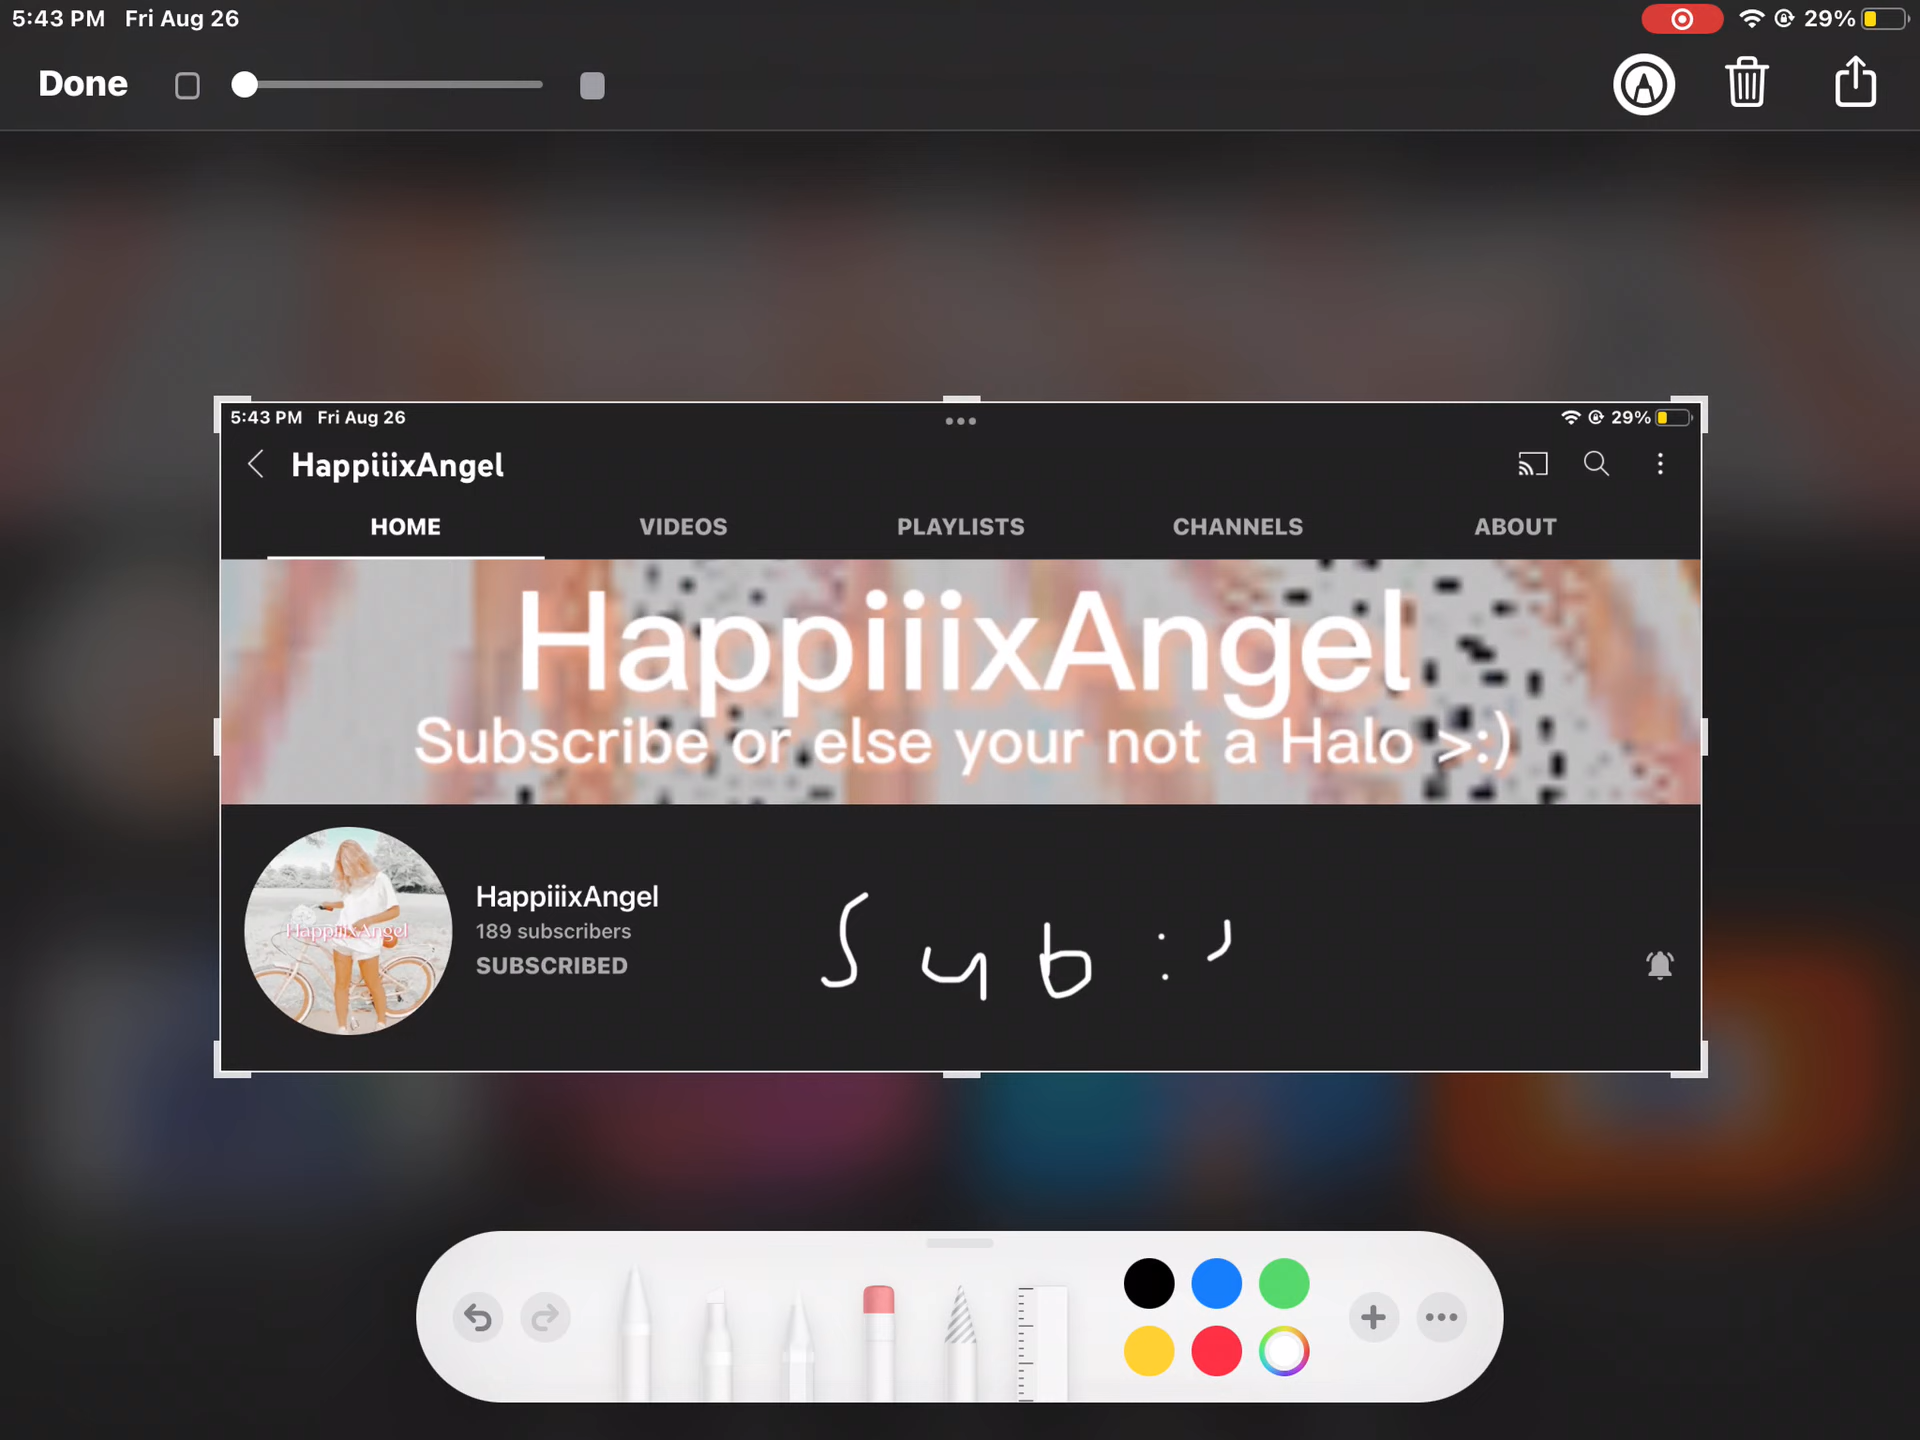 5:43 PM Fri Aug 26 29%
Done
5:43 PM Fri Aug 26 29%
HappiiixAngel
HOME VIDEOS PLAYLISTS CHANNELS ABOUT
HappiiixAngel
Subscribe or else your not a Halo >:)
HappiiixAngel
HappiiixAngel
189 subscribers
SUBSCRIBED
Sub :)